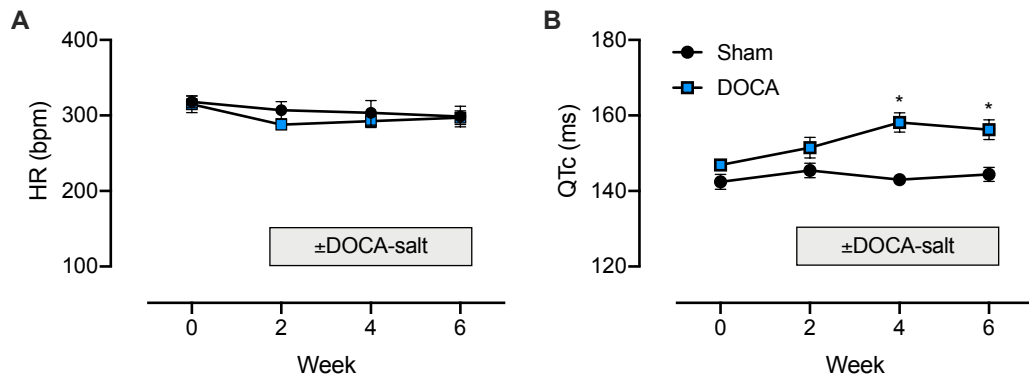 A
HR (bpm)
400
300
200
100
±DOCA-salt
0 2 4 6
Week
B
QTc (ms)
180
160
140
120
Sham
DOCA
* *
±DOCA-salt
0 2 4 6
Week